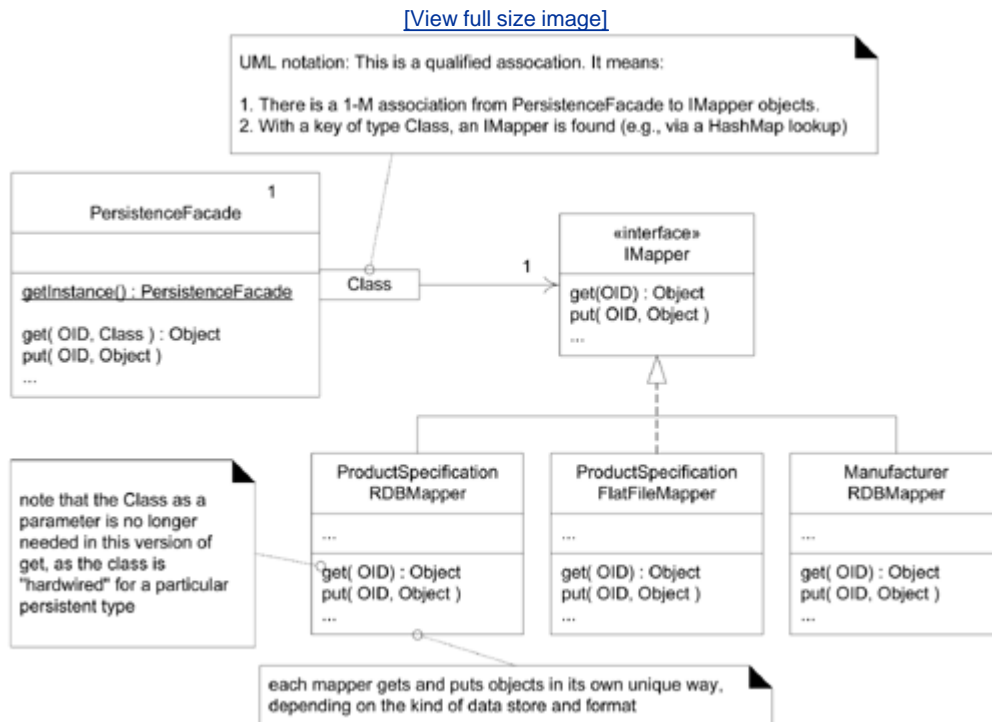 [View full size image]
UML notation: This is a qualified assocation. It means:
1. There is a 1-M association from PersistenceFacade to IMapper objects.
2. With a key of type Class, an IMapper is found (e.g., via a HashMap lookup)
1
PersistenceFacade
getInstance() : PersistenceFacade
get( OID, Class ) : Object
put( OID, Object )
...
Class
1
«interface»
IMapper
get(OID) : Object
put( OID, Object )
...
note that the Class as a
parameter is no longer
needed in this version of
get, as the class is
"hardwired" for a particular
persistent type
ProductSpecification
RDBMapper
...
get( OID) : Object
put( OID, Object )
...
ProductSpecification
FlatFileMapper
...
get( OID) : Object
put( OID, Object )
...
Manufacturer
RDBMapper
...
get( OID) : Object
put( OID, Object )
...
each mapper gets and puts objects in its own unique way,
depending on the kind of data store and format